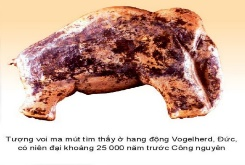 Tượng voi ma mút tìm thấy ở hang động Vogelherd, Đức,
có niên đại khoảng 25 000 năm trước Công nguyên